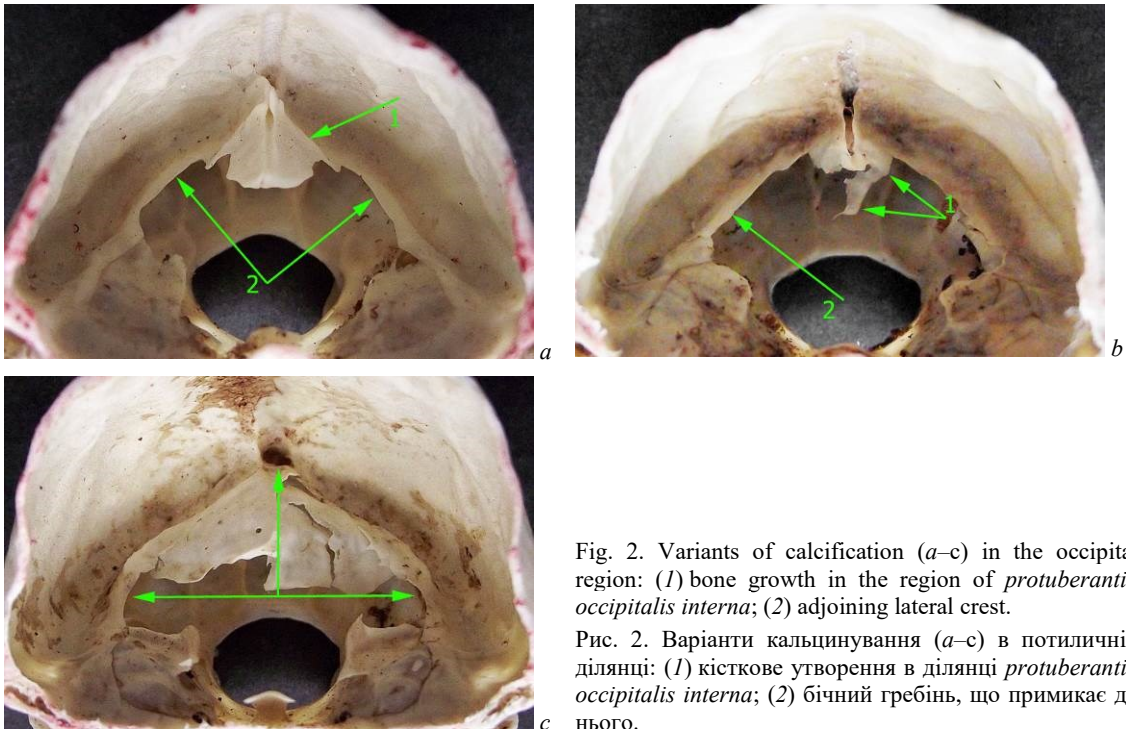 1
2
a
1
2
b
c
Fig. 2. Variants of calcification (a–c) in the occipita
region: (1) bone growth in the region of protuberanti
occipitalis interna; (2) adjoining lateral crest.
Рис. 2. Варіанти кальцинування (a–c) в потиличні
ділянці: (1) кісткове утворення в ділянці protuberanti
occipitalis interna; (2) бічний гребінь, що примикає д
нього.